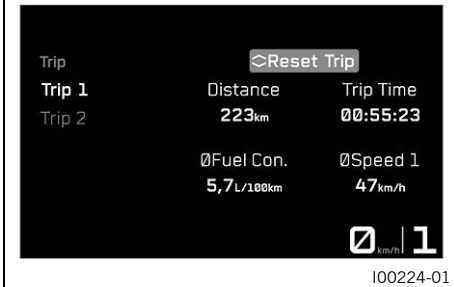 Trip
⌃⌄Reset Trip
Trip 1
Distance
Trip Time
Trip 2
223km
00:55:23
ØFuel Con.
ØSpeed 1
5,7L/100km
47km/h
0 km/h 1
I00224-01